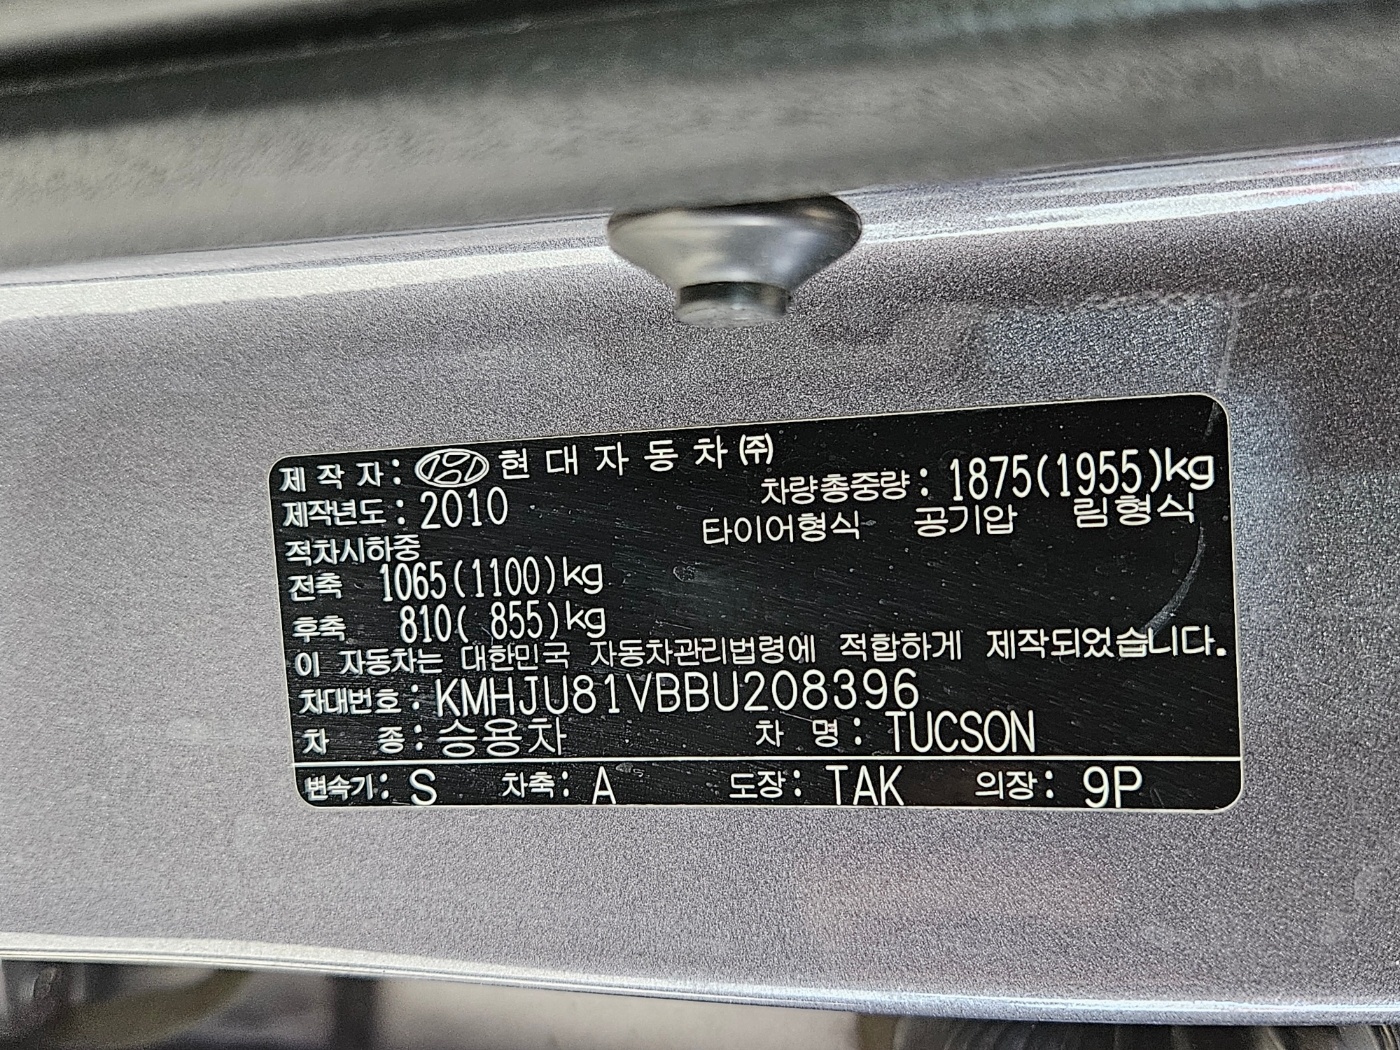 제 작 자 : 현 대 자 동 차 ㈜
제작년도 : 2010 차량총중량 : 1875(1955)kg
적차시하중 타이어형식 공기압 림형식
전축 1065(1100)kg
후축 810( 855)kg
이 자동차는 대한민국 자동차관리법령에 적합하게 제작되었습니다.
차대번호 : KMHJU81VBBU208396
차 종 : 승용차 차 명 : TUCSON
변속기 : S 차축 : A 도장 : TAK 의장 : 9P